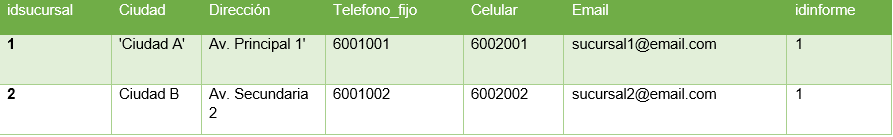 idsucursal Ciudad Dirección Telefono_fijo Celular Email idinforme
1 'Ciudad A' Av. Principal 1' 6001001 6002001 sucursal1@email.com 1
2 Ciudad B Av. Secundaria 6001002 6002002 sucursal2@email.com 1
2